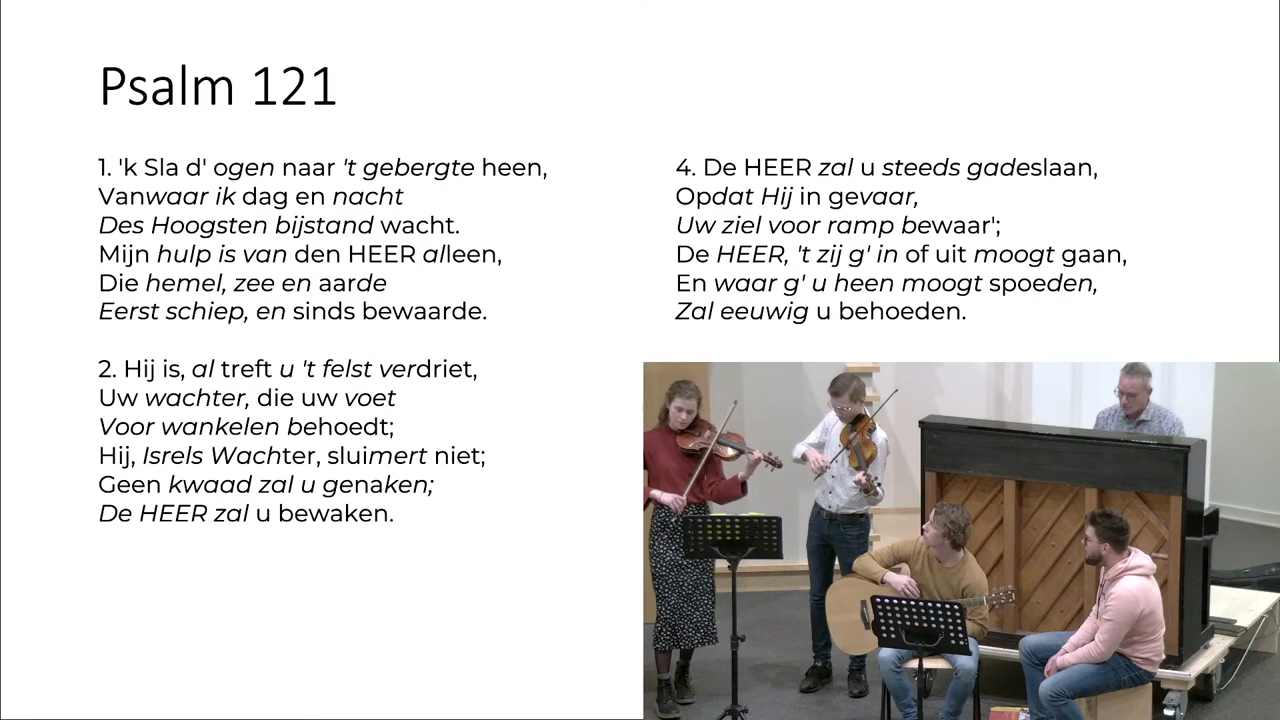 Psalm 121
1. 'k Sla d' ogen naar 't gebergte heen,
Vanwaar ik dag en nacht
Des Hoogsten bijstand wacht.
Mijn hulp is van den HEER alleen,
Die hemel, zee en aarde
Eerst schiep, en sinds bewaarde.
2. Hij is, al treft u 't felst verdriet,
Uw wachter, die uw voet
Voor wankelen behoedt;
Hij, Isrels Wachter, sluimert niet;
Geen kwaad zal u genaken;
De HEER zal u bewaken.
4. De HEER zal u steeds gadeslaan,
Opdat Hij in gevaar,
Uw ziel voor ramp bewaar';
De HEER, 't zij g' in of uit moogt gaan,
En waar g' u heen moogt spoeden,
Zal eeuwig u behoeden.